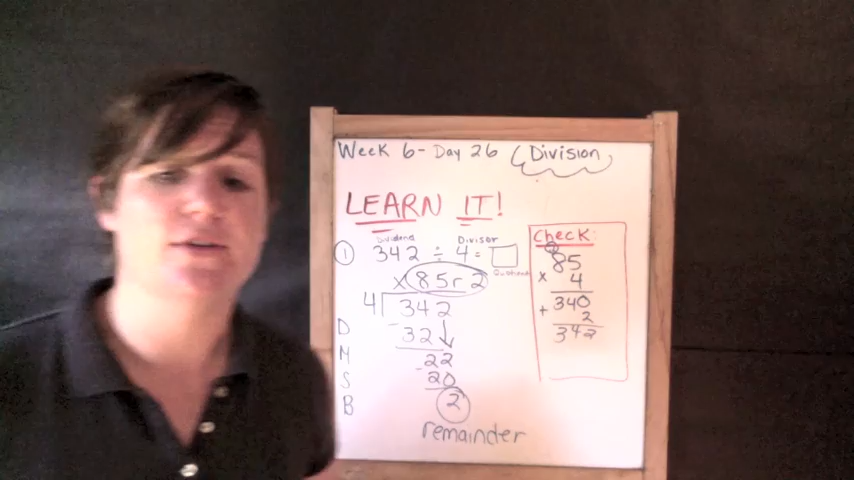 Week 6 - Day 26 Division
LEARN IT!
Dividend Divisor
1 342 ÷ 4 =
Quotient
x 85r2
4 342
D - 32
M 22
S - 20
B 2
remainder
Check:
2
85
x 4
340
+ 2
342